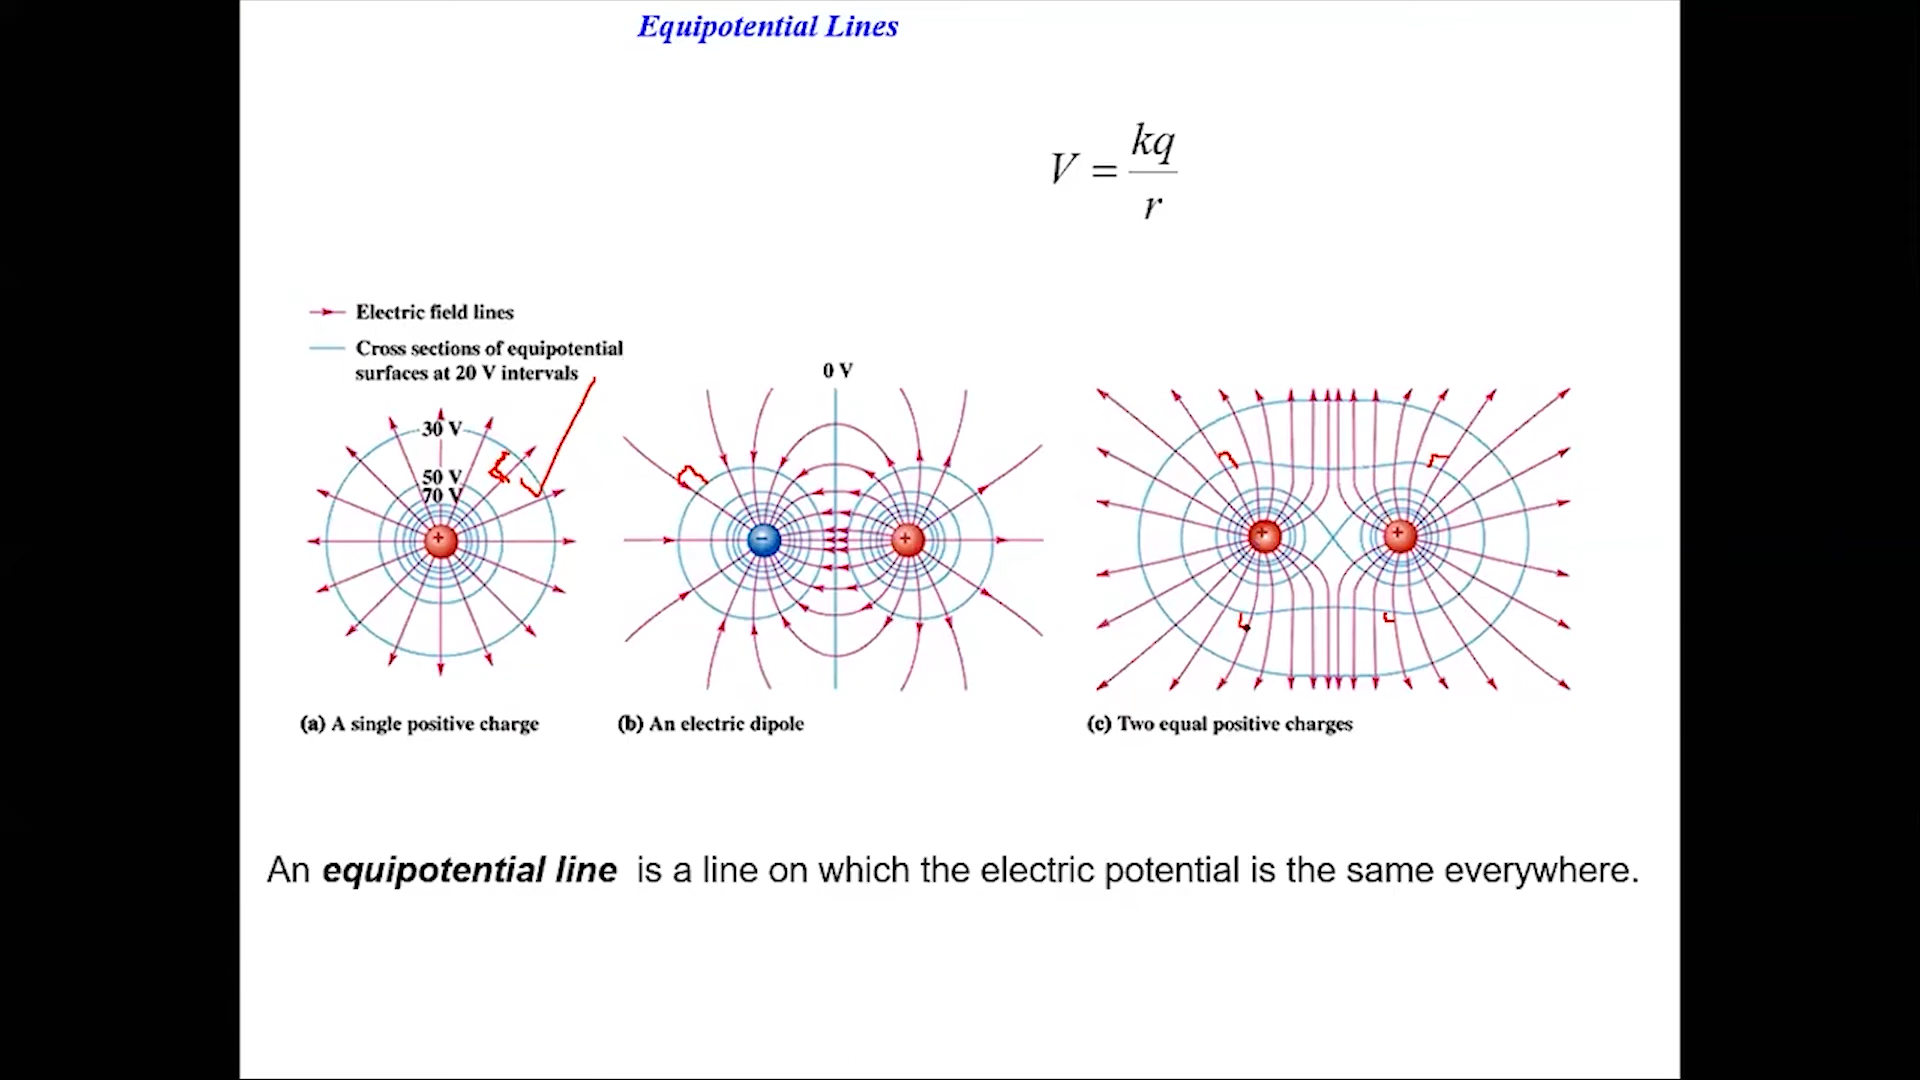 Equipotential Lines
V = kq
r
Electric field lines
Cross sections of equipotential
surfaces at 20 V intervals
0 V
30 V
50 V
70 V
+
−
+
+
+
(a) A single positive charge
(b) An electric dipole
(c) Two equal positive charges
An equipotential line is a line on which the electric potential is the same everywhere.